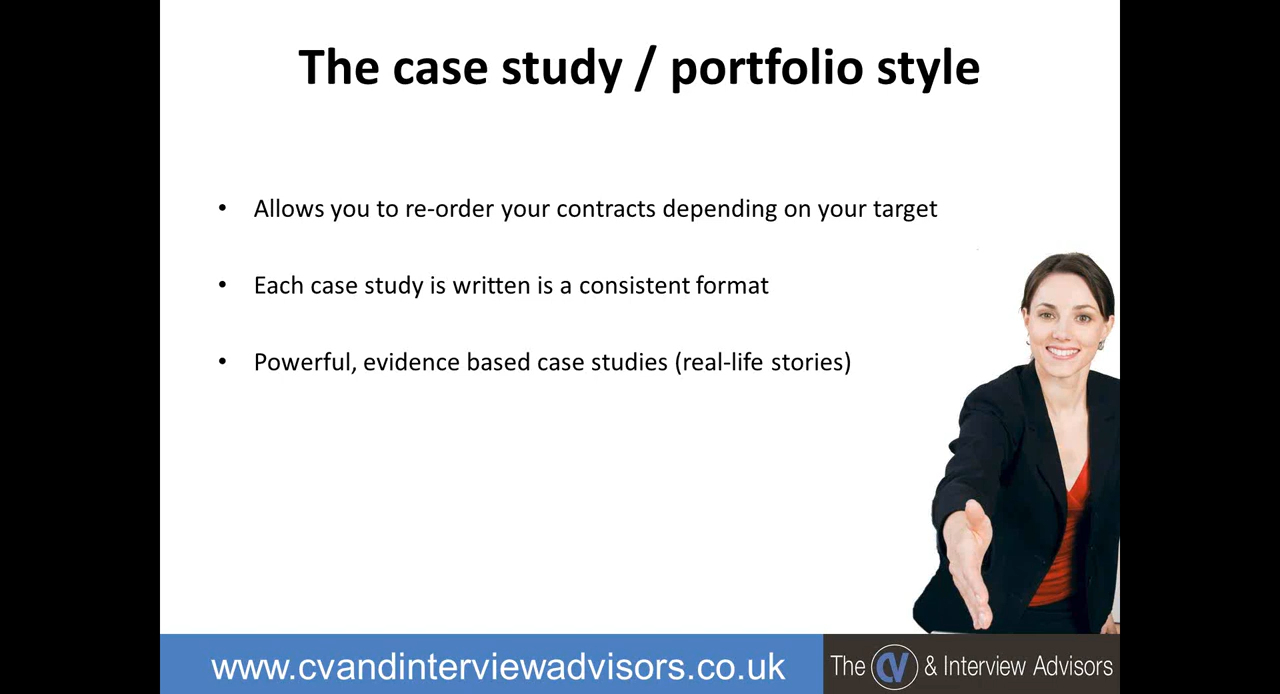 The case study / portfolio style
• Allows you to re-order your contracts depending on your target
• Each case study is written is a consistent format
• Powerful, evidence based case studies (real-life stories)
www.cvandinterviewadvisors.co.uk
The CV & Interview Advisors